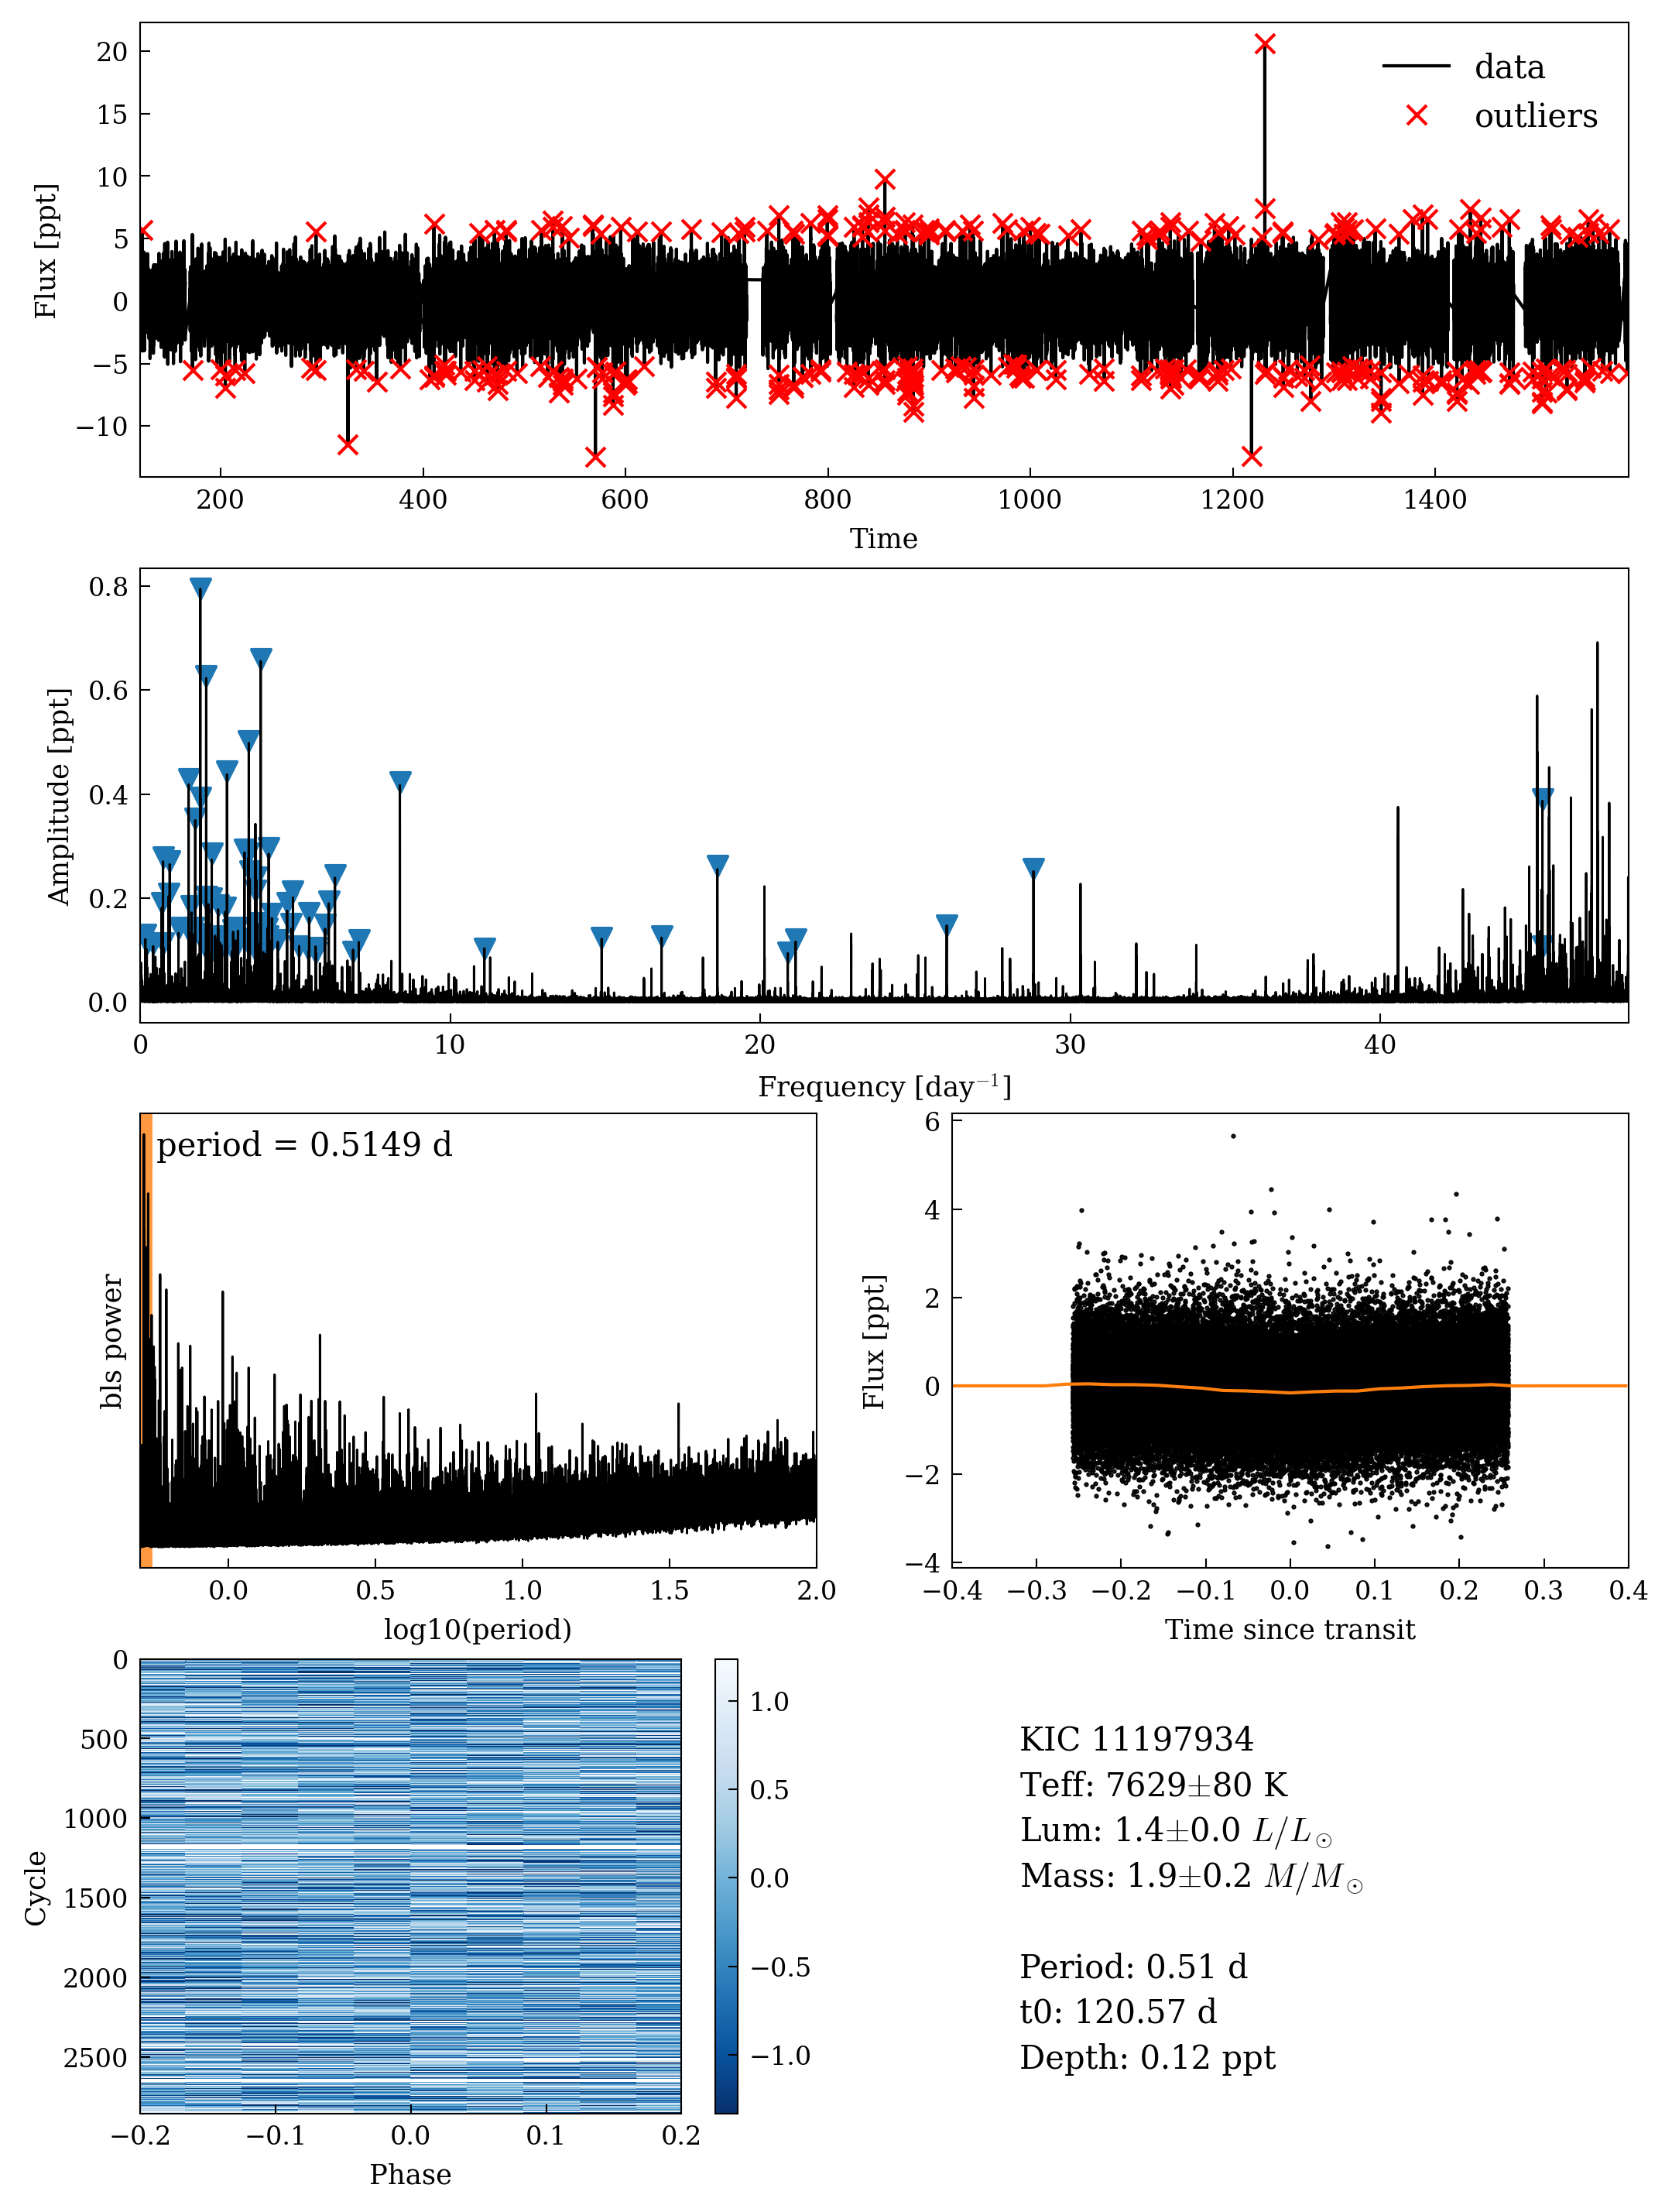 20
15
10
5
0
−5
−10
Flux [ppt]
data
outliers
200 400 600 800 1000 1200 1400
Time
0.8
0.6
0.4
0.2
0.0
Amplitude [ppt]
0 10 20 30 40
Frequency [day⁻¹]
period = 0.5149 d
bls power
0.0 0.5 1.0 1.5 2.0
log10(period)
6
4
2
0
−2
−4
Flux [ppt]
−0.4 −0.3 −0.2 −0.1 0.0 0.1 0.2 0.3 0.4
Time since transit
0
500
1000
1500
2000
2500
Cycle
−0.2 −0.1 0.0 0.1 0.2
Phase
1.0
0.5
0.0
−0.5
−1.0
KIC 11197934
Teff: 7629±80 K
Lum: 1.4±0.0 L/L☉
Mass: 1.9±0.2 M/M☉
Period: 0.51 d
t0: 120.57 d
Depth: 0.12 ppt